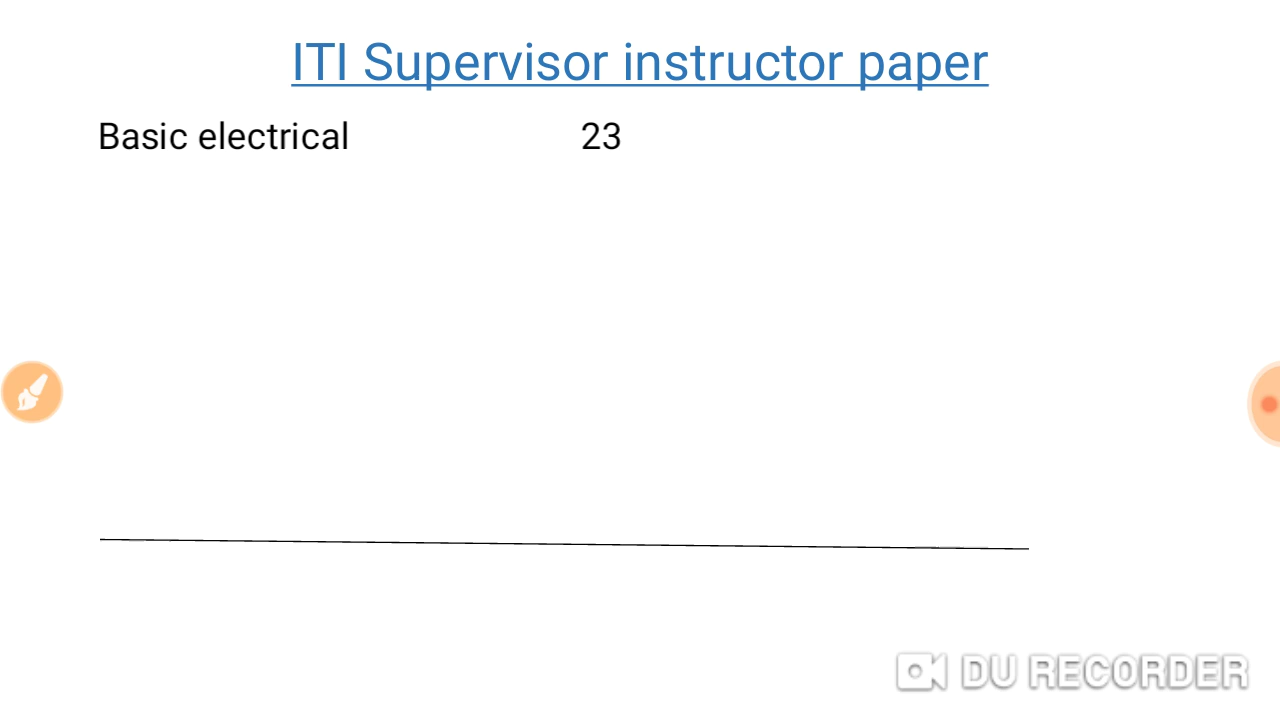 ITI Supervisor instructor paper
Basic electrical 23
DU RECORDER